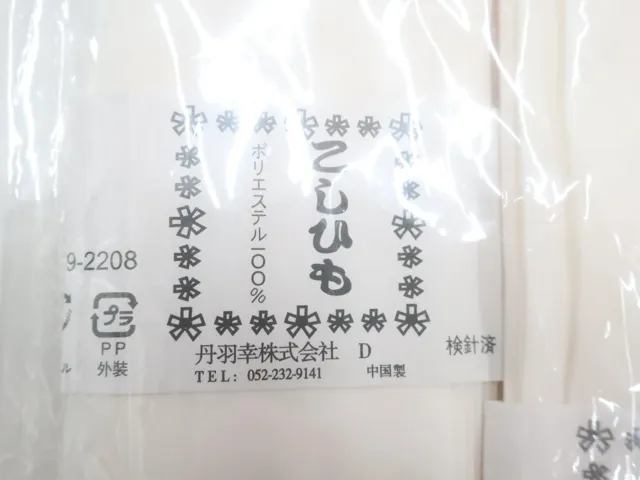 こしひも
ポリエステル100%
9-2208
プラ
PP
外装
ル
丹羽幸株式会社 D
検針済
TEL: 052-232-9141
中国製